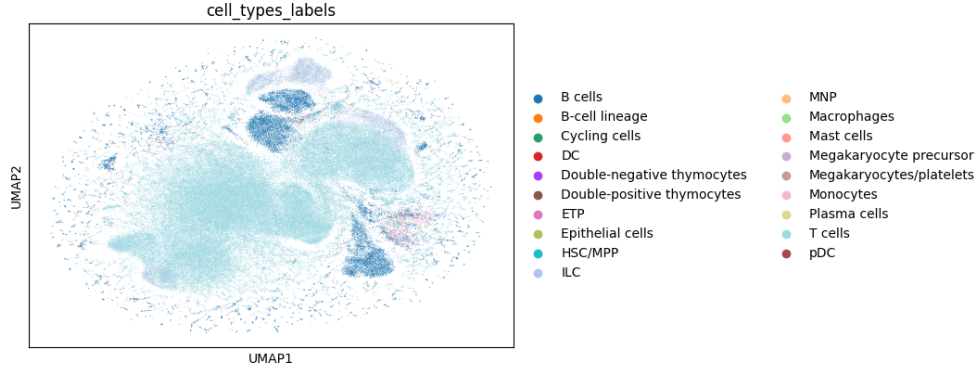 cell_types_labels
UMAP2
UMAP1
B cells
B-cell lineage
Cycling cells
DC
Double-negative thymocytes
Double-positive thymocytes
ETP
Epithelial cells
HSC/MPP
ILC
MNP
Macrophages
Mast cells
Megakaryocyte precursor
Megakaryocytes/platelets
Monocytes
Plasma cells
T cells
pDC